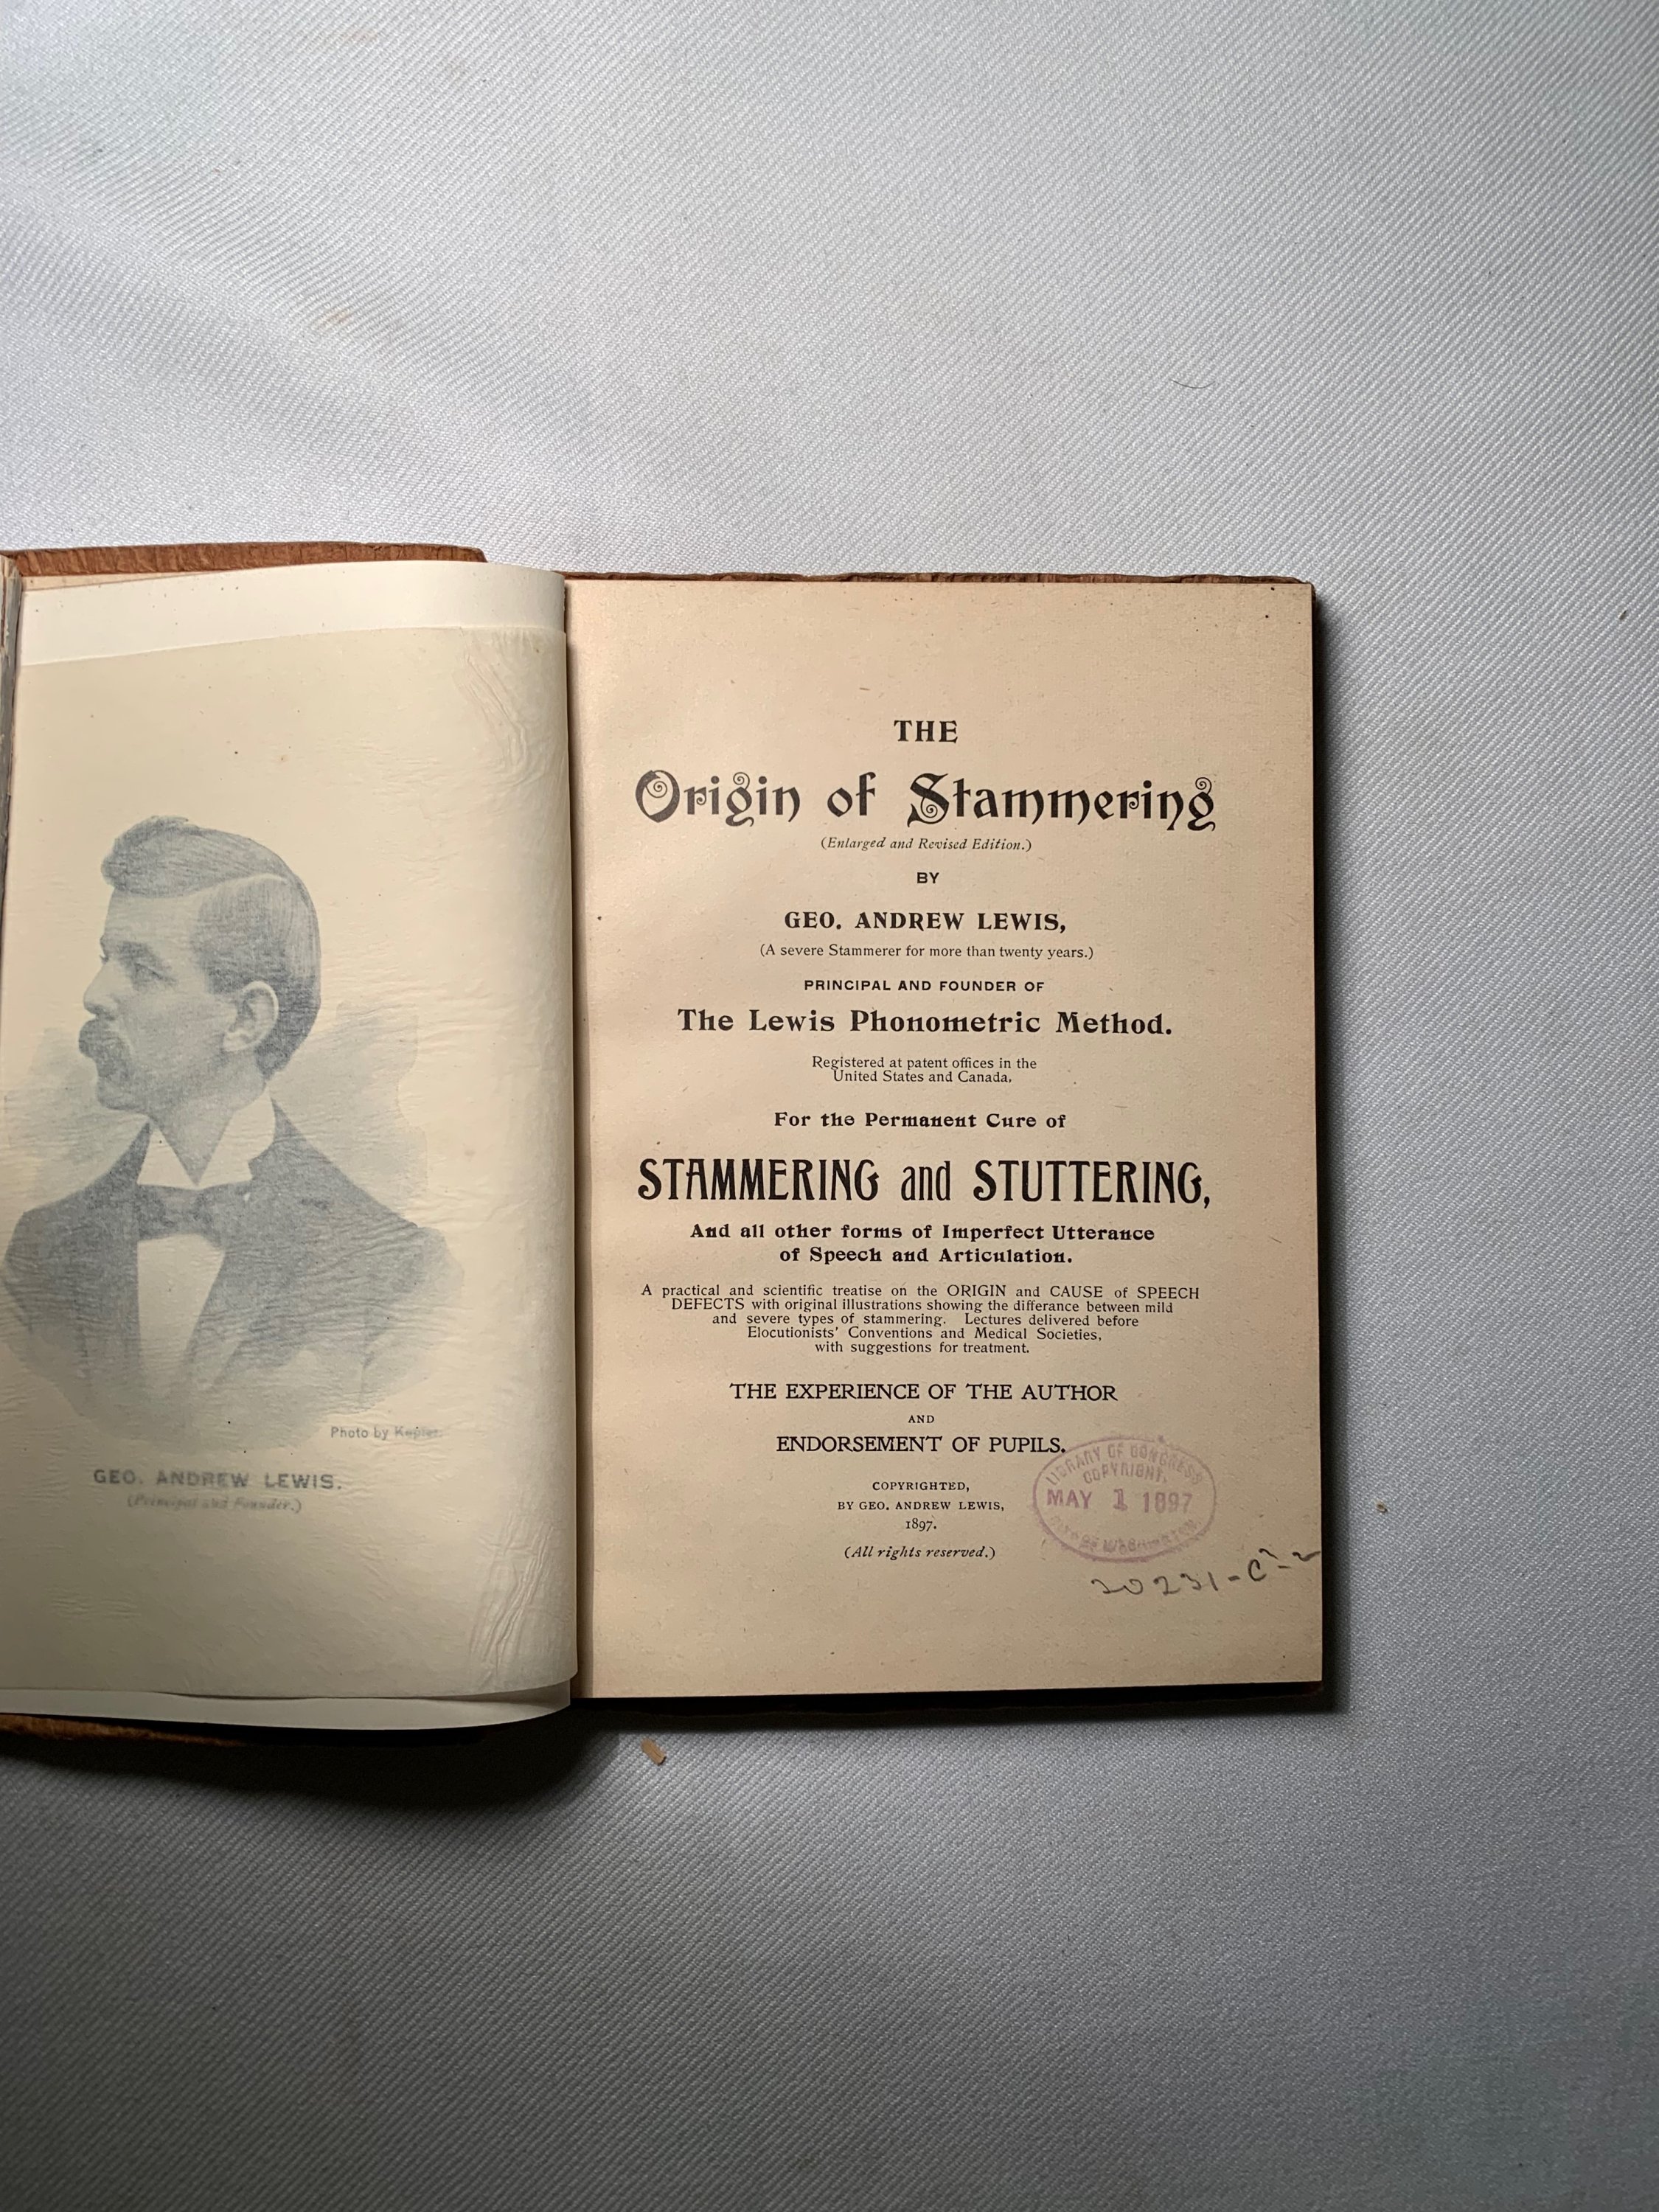 Photo by
GEO. ANDREW LEWIS.
(Principal and Founder.)
THE
Origin of Stammering
(Enlarged and Revised Edition.)
BY
GEO. ANDREW LEWIS,
(A severe Stammerer for more than twenty years.)
PRINCIPAL AND FOUNDER OF
The Lewis Phonometric Method.
Registered at patent offices in the
United States and Canada,
For the Permanent Cure of
STAMMERING and STUTTERING,
And all other forms of Imperfect Utterance
of Speech and Articulation.
A practical and scientific treatise on the ORIGIN and CAUSE of SPEECH
DEFECTS with original illustrations showing the differance between mild
and severe types of stammering. Lectures delivered before
Elocutionists' Conventions and Medical Societies,
with suggestions for treatment.
THE EXPERIENCE OF THE AUTHOR
AND
ENDORSEMENT OF PUPILS.
COPYRIGHTED,
BY GEO. ANDREW LEWIS,
1897.
(All rights reserved.)
LIBRARY OF CONGRESS
COPYRIGHT,
MAY 1 1897